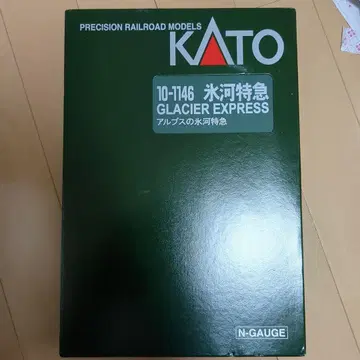 PRECISION RAILROAD MODELS
KATO
10-1146 氷河特急
GLACIER EXPRESS
アルプスの氷河特急
N-GAUGE